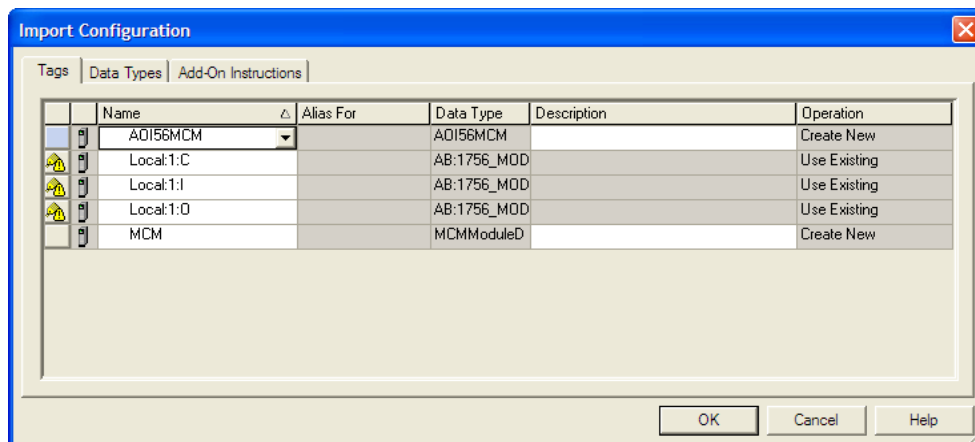 Import Configuration
Tags Data Types Add-On Instructions
Name Alias For Data Type Description Operation
AOI56MCM AOI56MCM Create New
Local:1:C AB:1756_MOD Use Existing
Local:1:I AB:1756_MOD Use Existing
Local:1:O AB:1756_MOD Use Existing
MCM MCMModuleD Create New
OK Cancel Help